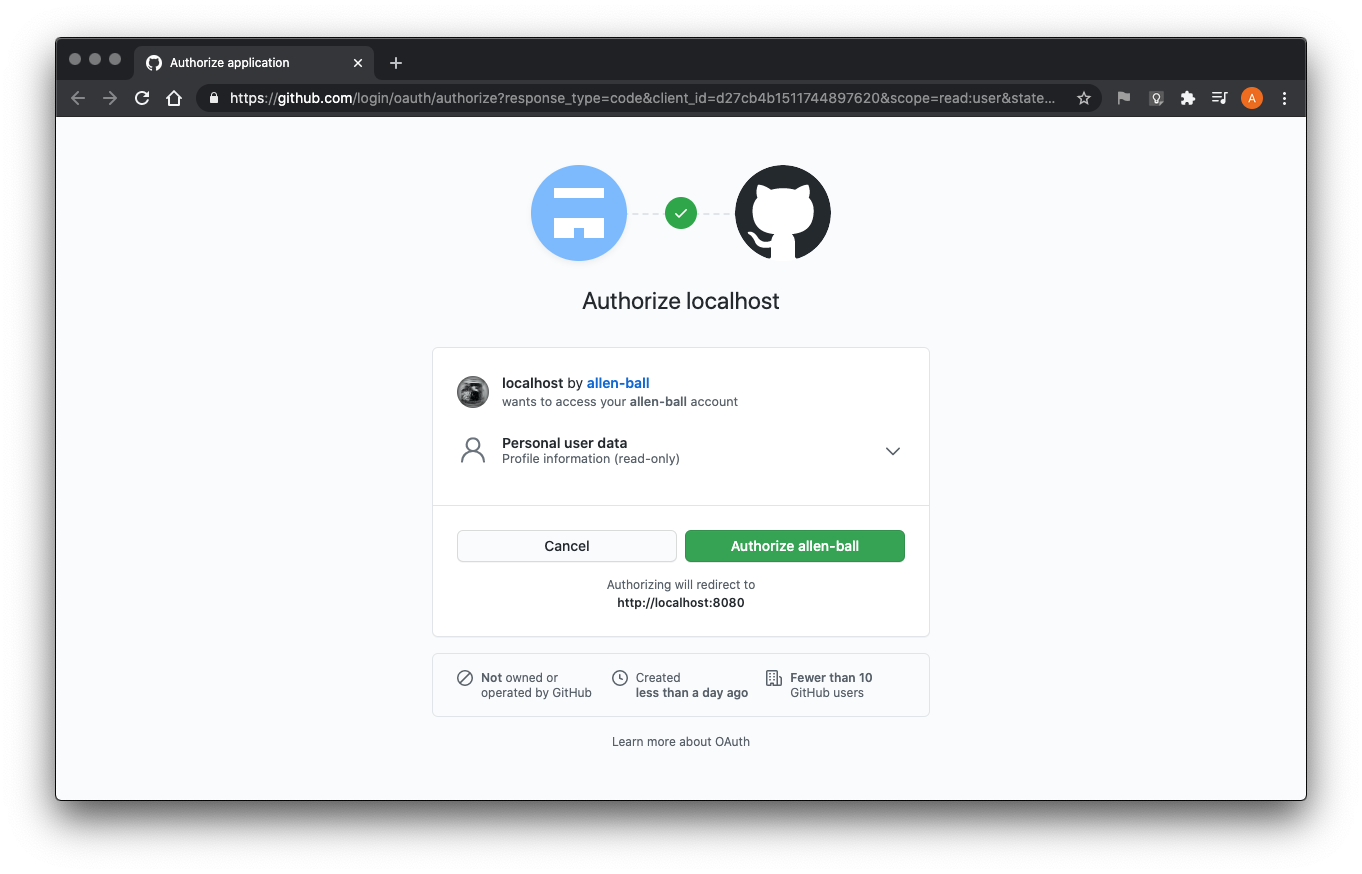 Authorize application
https://github.com/login/oauth/authorize?response_type=code&client_id=d27cb4b1511744897620&scope=read:user&state...
A
Authorize localhost
localhost by allen-ball
wants to access your allen-ball account
Personal user data
Profile information (read-only)
Cancel
Authorize allen-ball
Authorizing will redirect to
http://localhost:8080
Not owned or
operated by GitHub
Created
less than a day ago
Fewer than 10
GitHub users
Learn more about OAuth